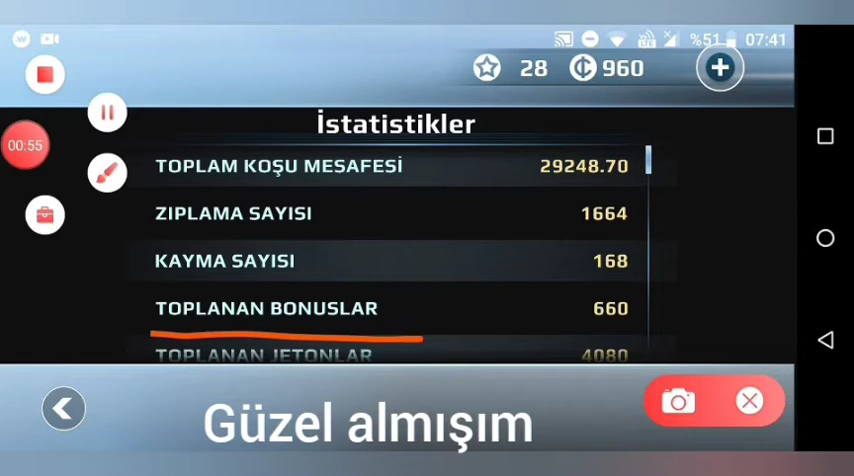 W %51 07:41
28 960
00:55
İstatistikler
TOPLAM KOŞU MESAFESİ 29248.70
ZIPLAMA SAYISI 1664
KAYMA SAYISI 168
TOPLANAN BONUSLAR 660
TOPLANAN JETONLAR 4080
Güzel almışım